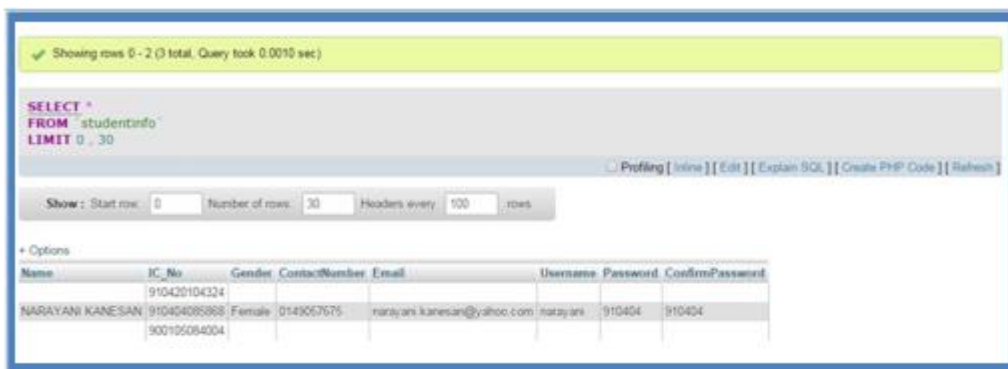 Showing rows 0 - 2 (3 total, Query took 0.0010 sec)
SELECT *
FROM `studentinfo`
LIMIT 0 , 30
Profiling [ Inline ] [ Edit ] [ Explain SQL ] [ Create PHP Code ] [ Refresh ]
Show : Start row: 0 Number of rows: 30 Headers every 100 rows
+ Options
Name IC_No Gender ContactNumber Email Username Password ConfirmPassword
910420104324
NARAYANI KANESAN 910404085868 Female 0149057575 narayani.kanesan@yahoo.com narayani 910404 910404
900105084004